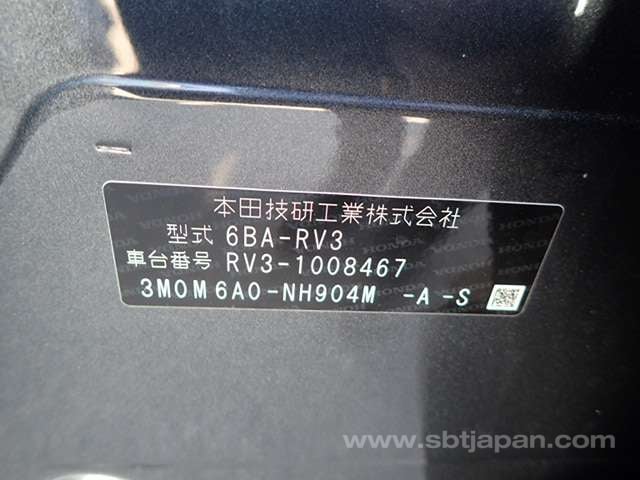 本田技研工業株式会社
型式 6BA-RV3
車台番号 RV3-1008467
3M0M6A0-NH904M -A -S
www.sbtjapan.com